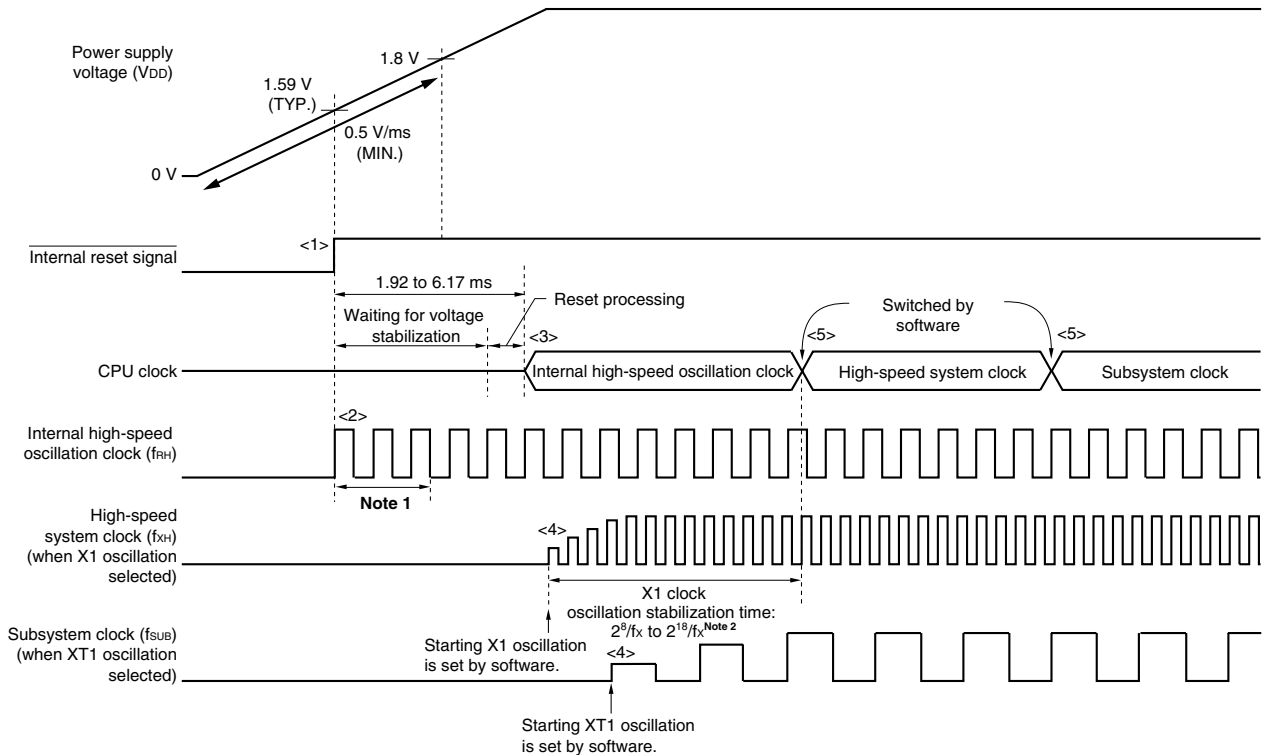 Power supply
voltage (VDD)
1.8 V
1.59 V
(TYP.)
0.5 V/ms
(MIN.)
0 V
Internal reset signal
<1>
1.92 to 6.17 ms
Reset processing
Waiting for voltage
stabilization
Switched by
software
<3>
<5>
<5>
CPU clock
Internal high-speed oscillation clock
High-speed system clock
Subsystem clock
Internal high-speed
oscillation clock (fRH)
<2>
Note 1
High-speed
system clock (fXH)
(when X1 oscillation
selected)
<4>
X1 clock
oscillation stabilization time:
2⁸/fX to 2¹⁸/fX Note 2
Starting X1 oscillation
is set by software.
Subsystem clock (fSUB)
(when XT1 oscillation
selected)
<4>
Starting XT1 oscillation
is set by software.